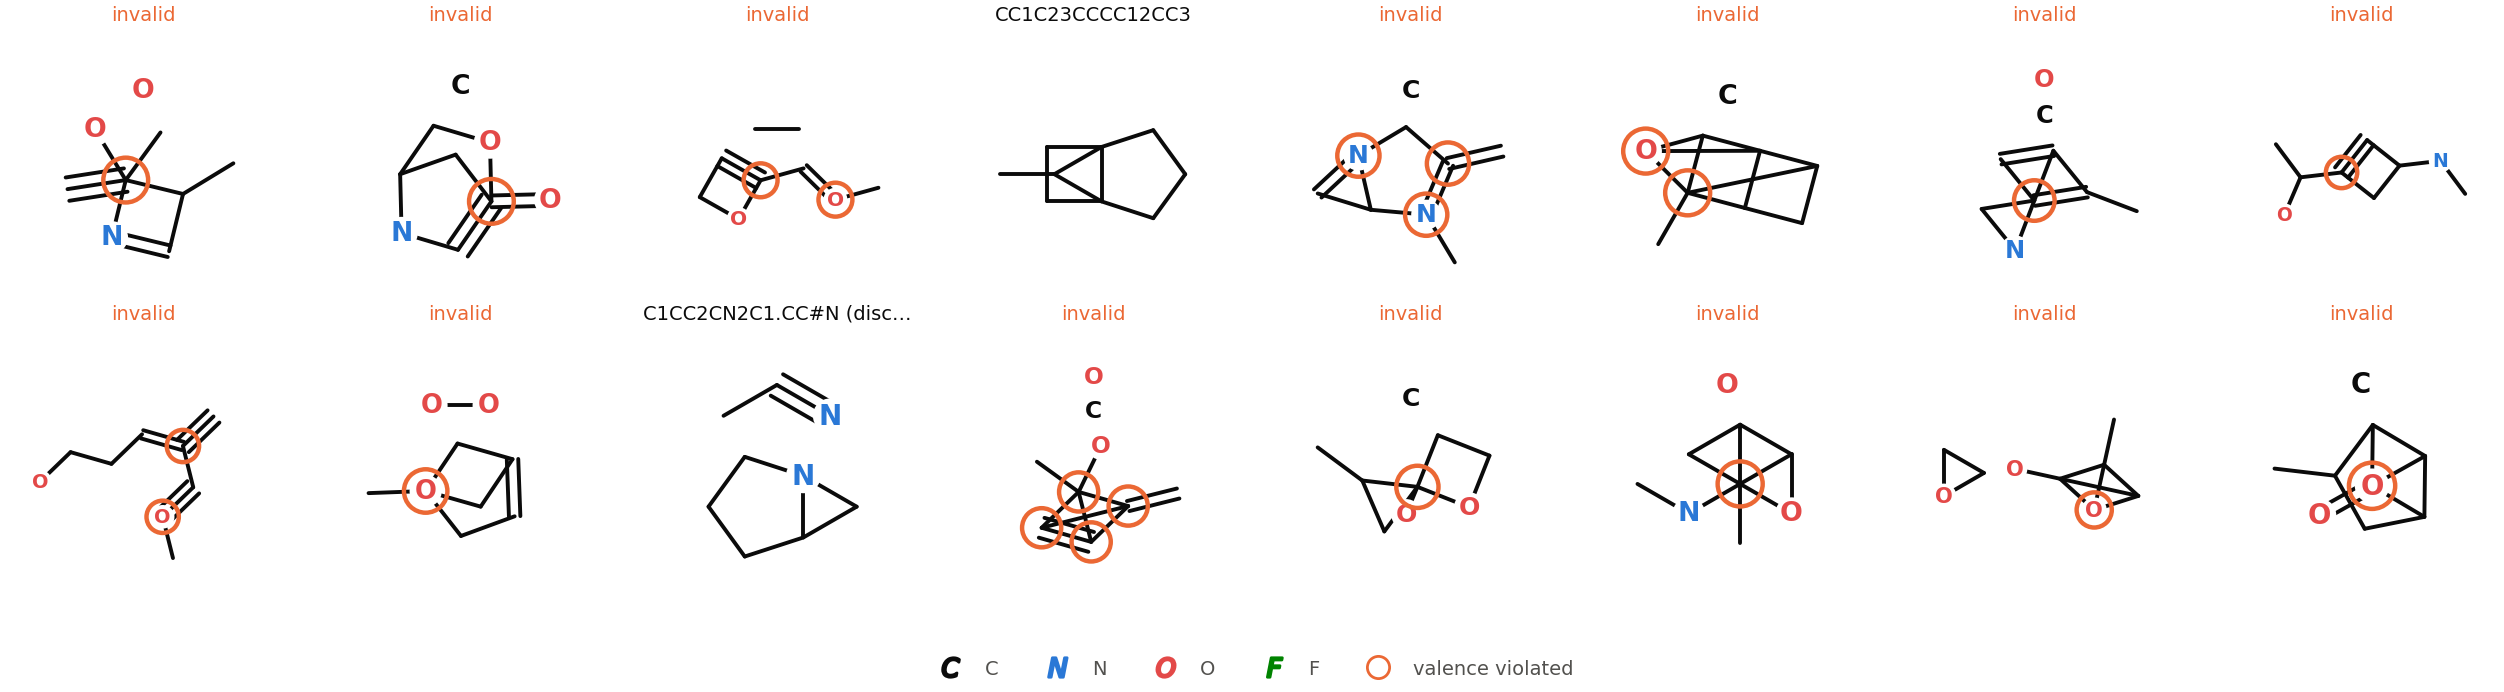 invalid invalid invalid CC1C23CCCC12CC3 invalid invalid invalid invalid
O C C C O
O O N C N
O O O C N
N N O N O
N O
invalid invalid C1CC2CN2C1.CC#N (disc... invalid invalid invalid invalid invalid
O O O C O C
O O N C
O O N O O O O O O
O N O O O O
C C N N O O F F valence violated